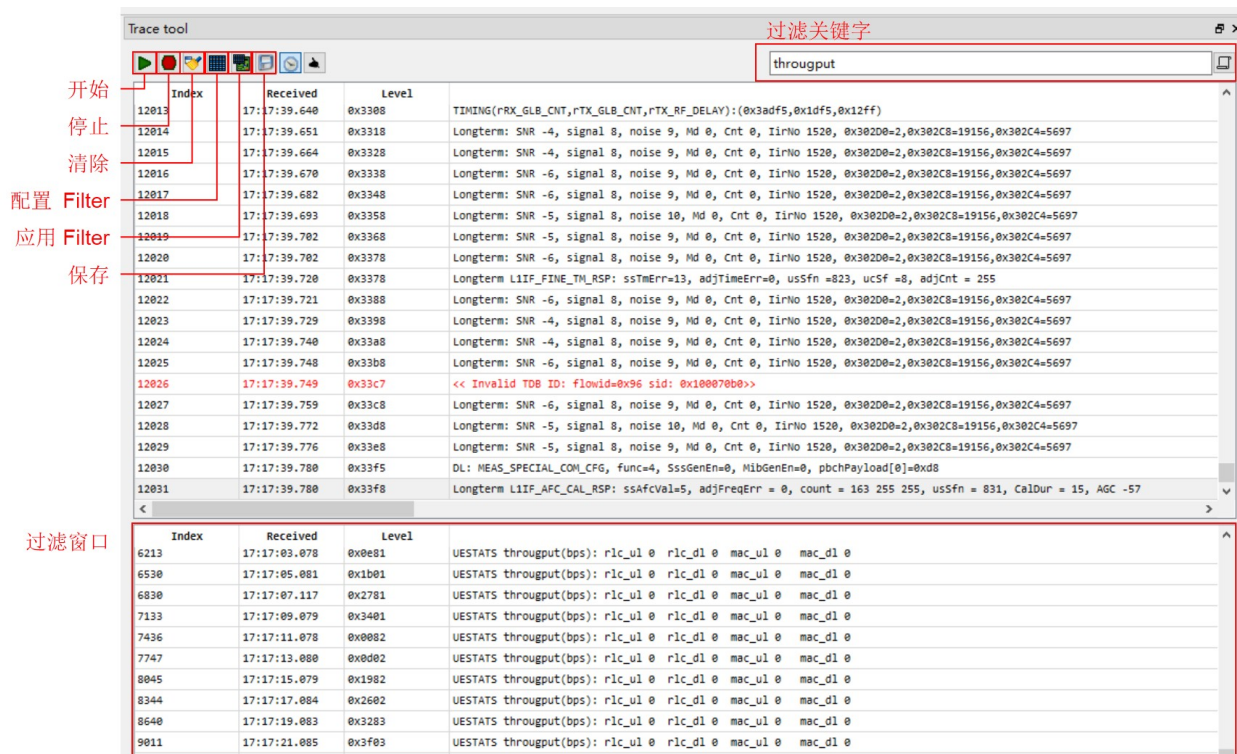 Trace tool
过滤关键字
througput
开始
停止
清除
配置 Filter
应用 Filter
保存
Index Received Level
12013 17:17:39.640 0x3308 TIMING(rRX_GLB_CNT,rTX_GLB_CNT,rTX_RF_DELAY):(0x3adf5,0x1df5,0x12ff)
12014 17:17:39.651 0x3318 Longterm: SNR -4, signal 8, noise 9, Md 0, Cnt 0, IirNo 1520, 0x302D0=2,0x302C8=19156,0x302C4=5697
12015 17:17:39.664 0x3328 Longterm: SNR -4, signal 8, noise 9, Md 0, Cnt 0, IirNo 1520, 0x302D0=2,0x302C8=19156,0x302C4=5697
12016 17:17:39.670 0x3338 Longterm: SNR -6, signal 8, noise 9, Md 0, Cnt 0, IirNo 1520, 0x302D0=2,0x302C8=19156,0x302C4=5697
12017 17:17:39.682 0x3348 Longterm: SNR -6, signal 8, noise 9, Md 0, Cnt 0, IirNo 1520, 0x302D0=2,0x302C8=19156,0x302C4=5697
12018 17:17:39.693 0x3358 Longterm: SNR -5, signal 8, noise 10, Md 0, Cnt 0, IirNo 1520, 0x302D0=2,0x302C8=19156,0x302C4=5697
12019 17:17:39.702 0x3368 Longterm: SNR -5, signal 8, noise 9, Md 0, Cnt 0, IirNo 1520, 0x302D0=2,0x302C8=19156,0x302C4=5697
12020 17:17:39.702 0x3378 Longterm: SNR -5, signal 8, noise 9, Md 0, Cnt 0, IirNo 1520, 0x302D0=2,0x302C8=19156,0x302C4=5697
12021 17:17:39.720 0x3378 Longterm L1IF_FINE_TM_RSP: ssTmErr=13, adjTimeErr=0, usSfn =823, ucSf =8, adjCnt = 255
12022 17:17:39.721 0x3388 Longterm: SNR -6, signal 8, noise 9, Md 0, Cnt 0, IirNo 1520, 0x302D0=2,0x302C8=19156,0x302C4=5697
12023 17:17:39.729 0x3398 Longterm: SNR -4, signal 8, noise 9, Md 0, Cnt 0, IirNo 1520, 0x302D0=2,0x302C8=19156,0x302C4=5697
12024 17:17:39.740 0x33a8 Longterm: SNR -4, signal 8, noise 9, Md 0, Cnt 0, IirNo 1520, 0x302D0=2,0x302C8=19156,0x302C4=5697
12025 17:17:39.748 0x33b8 Longterm: SNR -6, signal 8, noise 9, Md 0, Cnt 0, IirNo 1520, 0x302D0=2,0x302C8=19156,0x302C4=5697
12026 17:17:39.749 0x33c7 << Invalid TDB ID: flowid=0x96 sid: 0x100070b0>>
12027 17:17:39.759 0x33c8 Longterm: SNR -6, signal 8, noise 9, Md 0, Cnt 0, IirNo 1520, 0x302D0=2,0x302C8=19156,0x302C4=5697
12028 17:17:39.772 0x33d8 Longterm: SNR -5, signal 8, noise 10, Md 0, Cnt 0, IirNo 1520, 0x302D0=2,0x302C8=19156,0x302C4=5697
12029 17:17:39.776 0x33e8 Longterm: SNR -5, signal 8, noise 9, Md 0, Cnt 0, IirNo 1520, 0x302D0=2,0x302C8=19156,0x302C4=5697
12030 17:17:39.780 0x33f5 DL: MEAS_SPECIAL_COM_CFG, func=4, SssGenEn=0, MibGenEn=0, pbchPayload[0]=0xd8
12031 17:17:39.780 0x33f8 Longterm L1IF_AFC_CAL_RSP: ssAfcVal=5, adjFreqErr = 0, count = 163 255 255, usSfn = 831, CalDur = 15, AGC -57
过滤窗口
Index Received Level
6213 17:17:03.078 0x0e81 UESTATS througput(bps): rlc_ul 0 rlc_dl 0 mac_ul 0 mac_dl 0
6530 17:17:05.081 0x1b01 UESTATS througput(bps): rlc_ul 0 rlc_dl 0 mac_ul 0 mac_dl 0
6830 17:17:07.117 0x2781 UESTATS througput(bps): rlc_ul 0 rlc_dl 0 mac_ul 0 mac_dl 0
7133 17:17:09.079 0x3401 UESTATS througput(bps): rlc_ul 0 rlc_dl 0 mac_ul 0 mac_dl 0
7436 17:17:11.078 0x0082 UESTATS througput(bps): rlc_ul 0 rlc_dl 0 mac_ul 0 mac_dl 0
7747 17:17:13.080 0x0d02 UESTATS througput(bps): rlc_ul 0 rlc_dl 0 mac_ul 0 mac_dl 0
8045 17:17:15.079 0x1982 UESTATS througput(bps): rlc_ul 0 rlc_dl 0 mac_ul 0 mac_dl 0
8344 17:17:17.084 0x2602 UESTATS througput(bps): rlc_ul 0 rlc_dl 0 mac_ul 0 mac_dl 0
8640 17:17:19.083 0x3283 UESTATS througput(bps): rlc_ul 0 rlc_dl 0 mac_ul 0 mac_dl 0
9011 17:17:21.085 0x3f03 UESTATS througput(bps): rlc_ul 0 rlc_dl 0 mac_ul 0 mac_dl 0